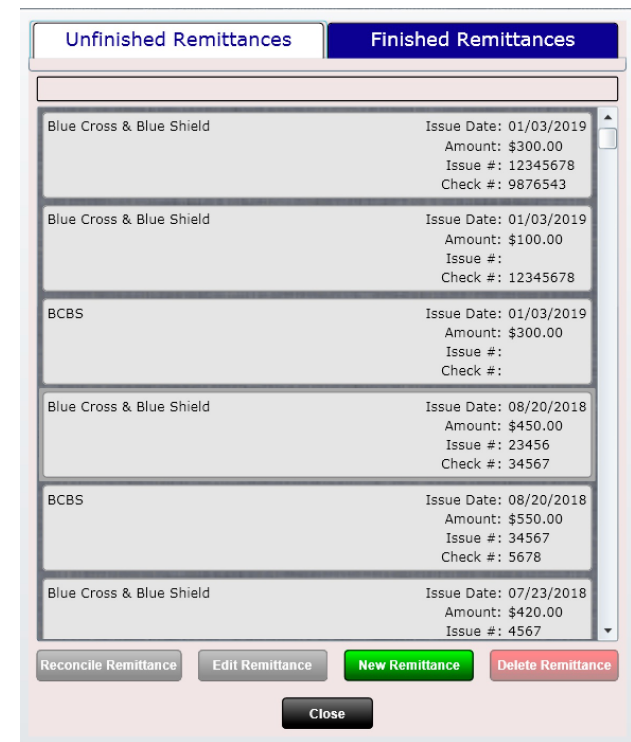 Unfinished Remittances
Finished Remittances
Blue Cross & Blue Shield
Issue Date: 01/03/2019
Amount: $300.00
Issue #: 12345678
Check #: 9876543
Blue Cross & Blue Shield
Issue Date: 01/03/2019
Amount: $100.00
Issue #:
Check #: 12345678
BCBS
Issue Date: 01/03/2019
Amount: $300.00
Issue #:
Check #:
Blue Cross & Blue Shield
Issue Date: 08/20/2018
Amount: $450.00
Issue #: 23456
Check #: 34567
BCBS
Issue Date: 08/20/2018
Amount: $550.00
Issue #: 34567
Check #: 5678
Blue Cross & Blue Shield
Issue Date: 07/23/2018
Amount: $420.00
Issue #: 4567
Reconcile Remittance
Edit Remittance
New Remittance
Delete Remittance
Close